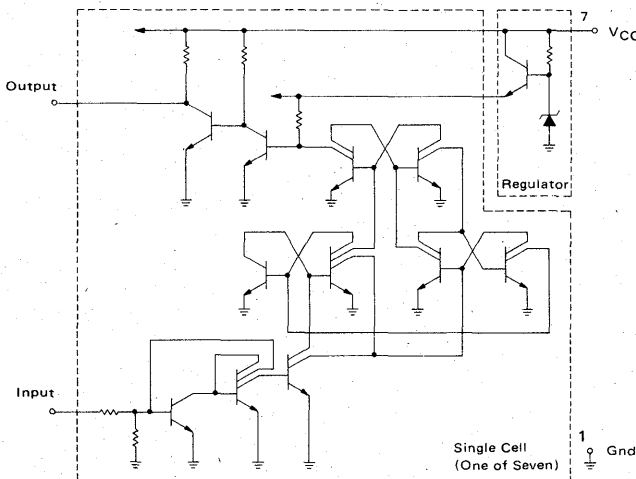 7
VCC
Output
Regulator
Input
1
Gnd
Single Cell
(One of Seven)